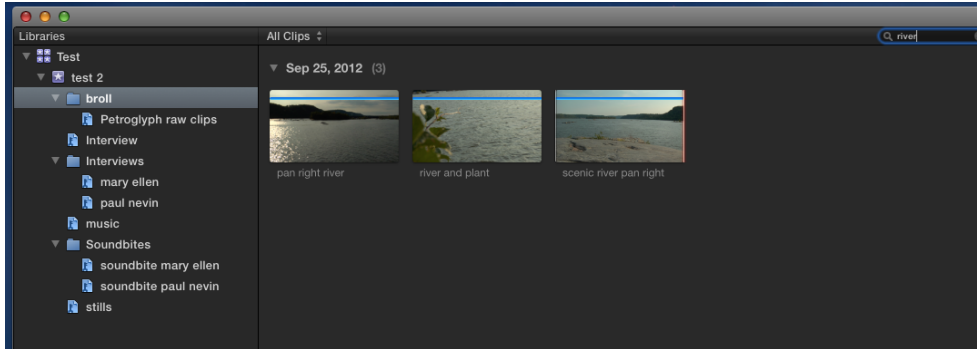 Libraries
All Clips
river
Test
test 2
broll
Petroglyph raw clips
Interview
Interviews
mary ellen
paul nevin
music
Soundbites
soundbite mary ellen
soundbite paul nevin
stills
Sep 25, 2012 (3)
pan right river
river and plant
scenic river pan right